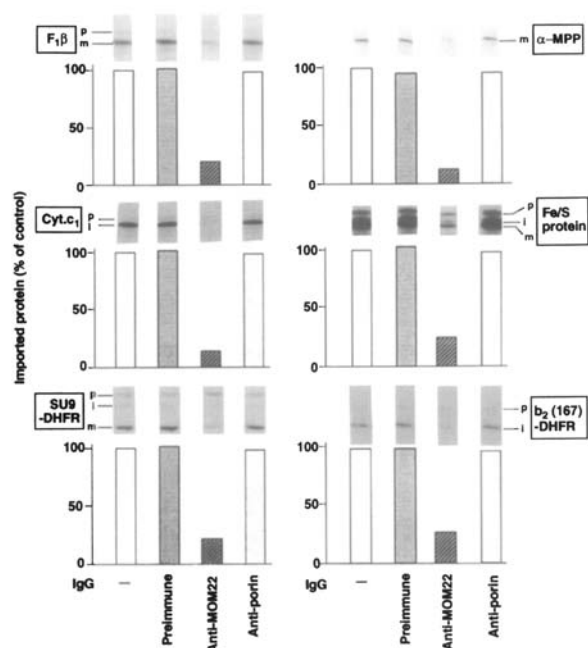 F₁β
p
m
100
50
0
m
α-MPP
100
50
0
Imported protein (% of control)
Cyt.c₁
p
i
100
50
0
p
i
m
Fe/S
protein
100
50
0
SU9
-DHFR
p
i
m
100
50
0
p
i
b₂ (167)
-DHFR
100
50
0
IgG
—
Preimmune
Anti-MOM22
Anti-porin
IgG
—
Preimmune
Anti-MOM22
Anti-porin